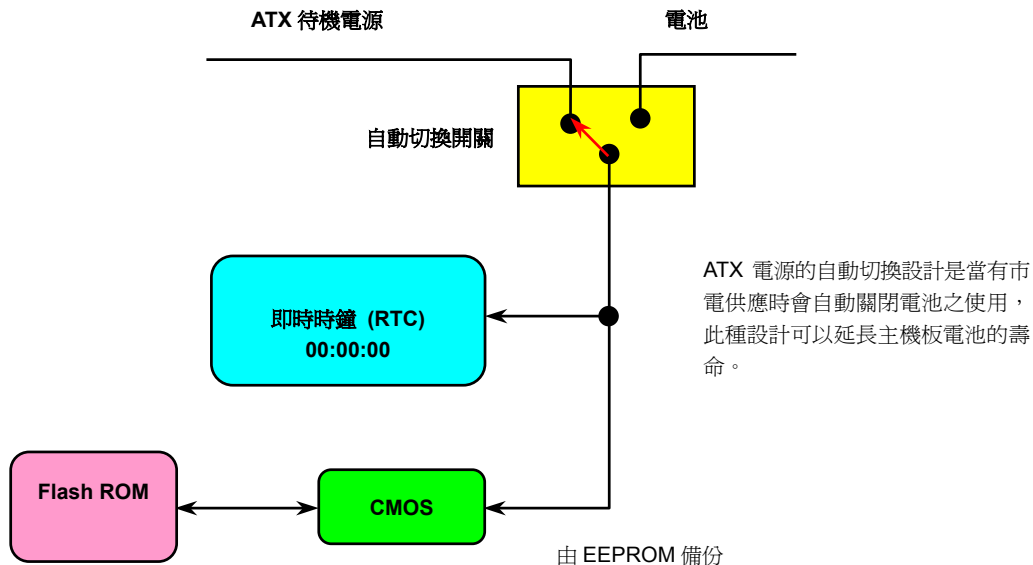 ATX 待機電源
電池
自動切換開關
即時時鐘 (RTC)
00:00:00
ATX 電源的自動切換設計是當有市
電供應時會自動關閉電池之使用，
此種設計可以延長主機板電池的壽
命。
Flash ROM
CMOS
由 EEPROM 備份